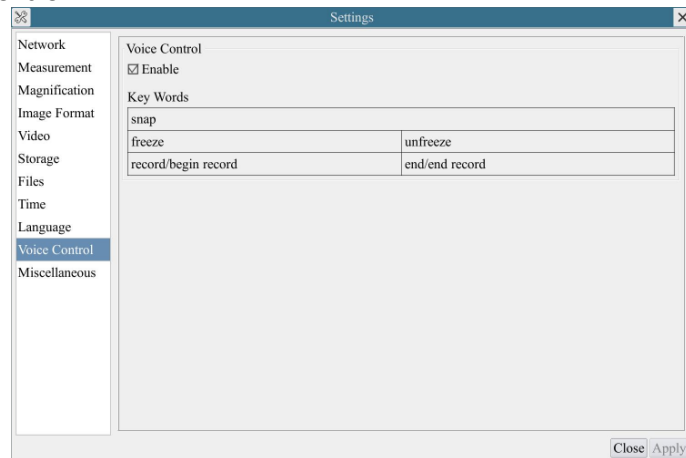 Settings
Network
Measurement
Magnification
Image Format
Video
Storage
Files
Time
Language
Voice Control
Miscellaneous
Voice Control
Enable
Key Words
snap
freeze unfreeze
record/begin record end/end record
Close Apply